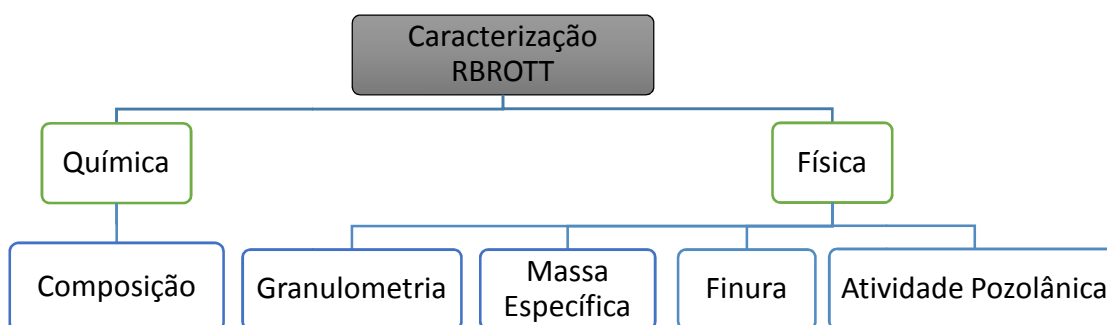 Caracterização
RBROTT
Química
Física
Composição
Granulometria
Massa
Específica
Finura
Atividade Pozolânica